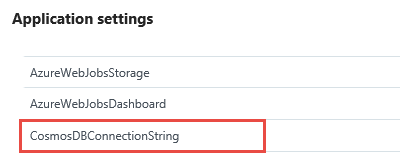 Application settings
AzureWebJobsStorage
AzureWebJobsDashboard
CosmosDBConnectionString